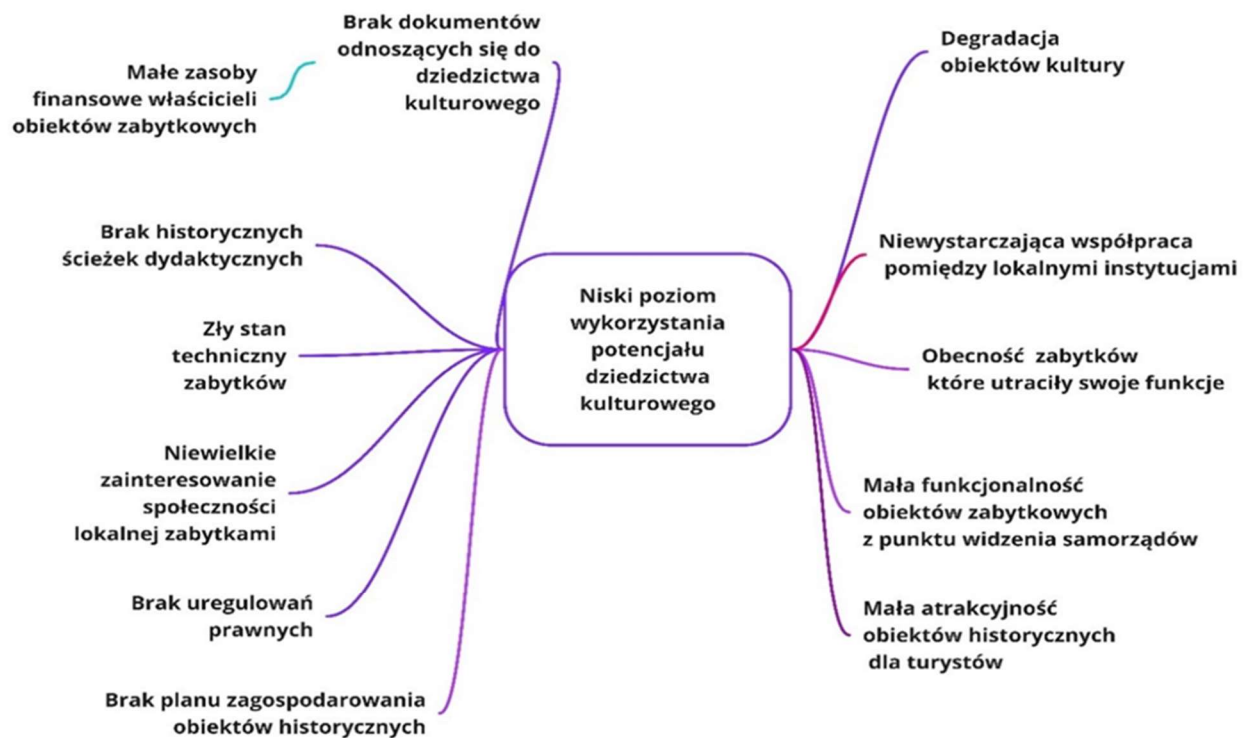 Brak dokumentów
odnoszących się do
dziedzictwa
kulturowego
Małe zasoby
finansowe właścicieli
obiektów zabytkowych
Brak historycznych
ścieżek dydaktycznych
Zły stan
techniczny
zabytków
Niewielkie
zainteresowanie
społeczności
lokalnej zabytkami
Brak uregulowań
prawnych
Brak planu zagospodarowania
obiektów historycznych
Niski poziom
wykorzystania
potencjału
dziedzictwa
kulturowego
Degradacja
obiektów kultury
Niewystarczająca współpraca
pomiędzy lokalnymi instytucjami
Obecność zabytków
które utraciły swoje funkcje
Mała funkcjonalność
obiektów zabytkowych
z punktu widzenia samorządów
Mała atrakcyjność
obiektów historycznych
dla turystów